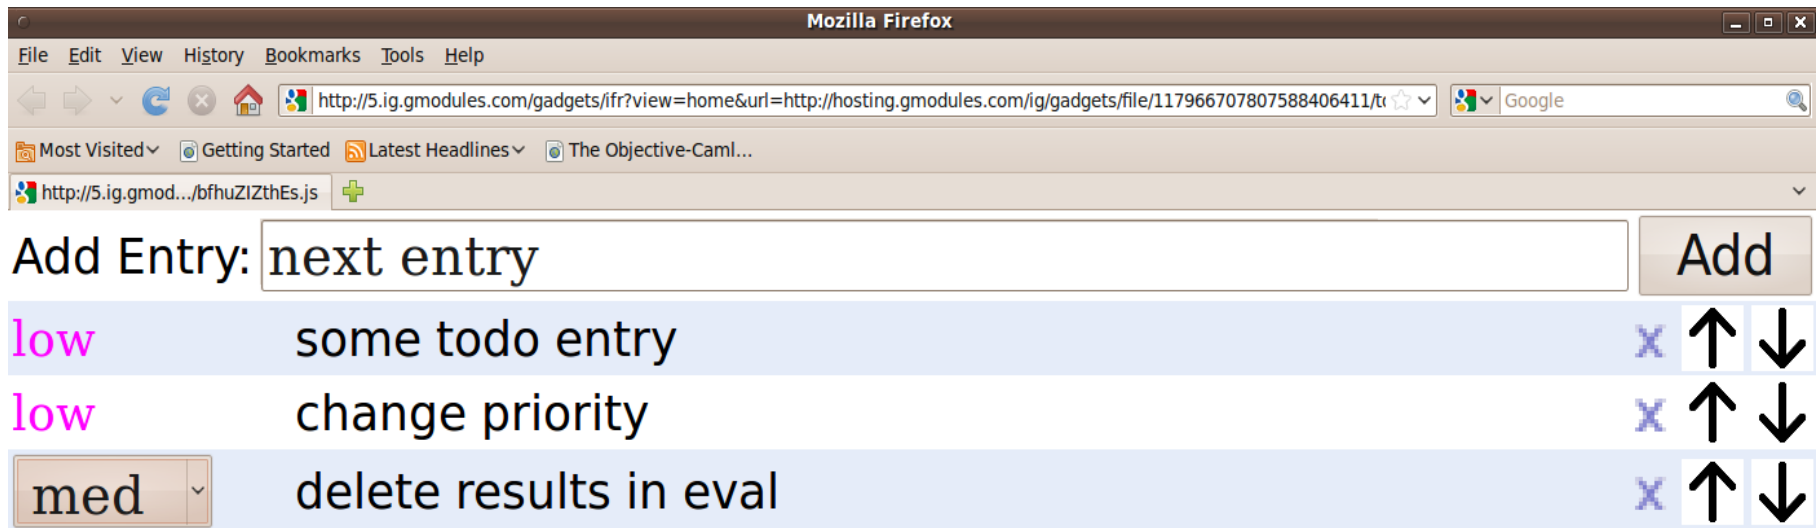 Mozilla Firefox
File Edit View History Bookmarks Tools Help
http://5.ig.gmodules.com/gadgets/ifr?view=home&url=http://hosting.gmodules.com/ig/gadgets/file/117966707807588406411/to Google
Most Visited Getting Started Latest Headlines The Objective-Caml...
http://5.ig.gmod.../bfhuZIZthEs.js
Add Entry: next entry Add
low some todo entry x
low change priority x
med delete results in eval x